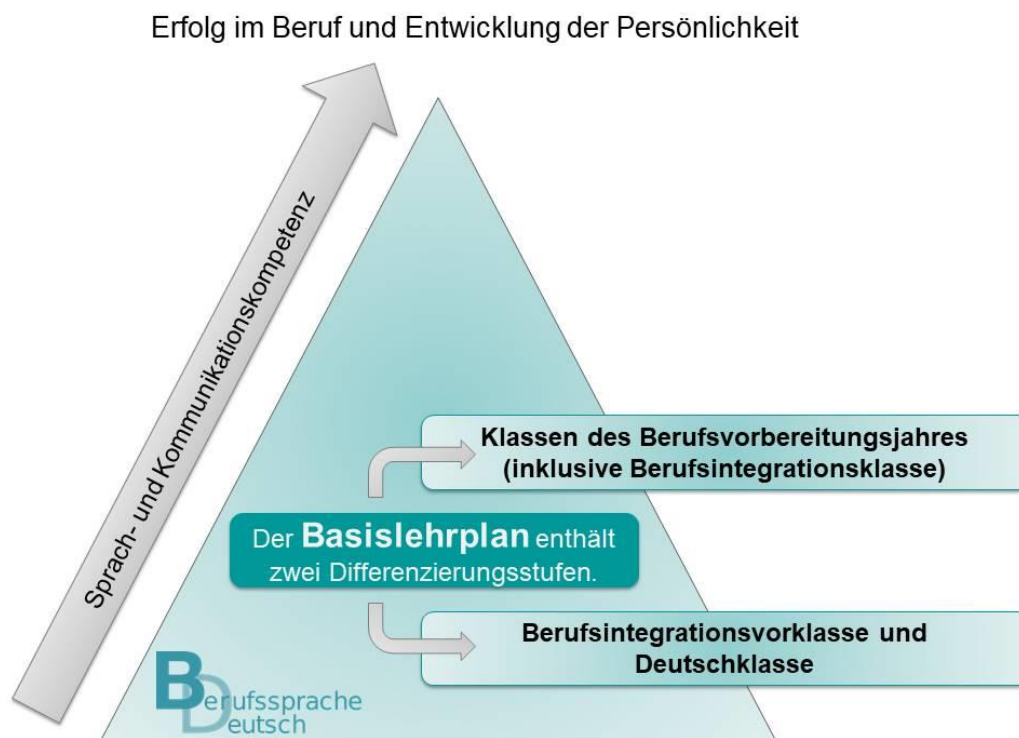 Erfolg im Beruf und Entwicklung der Persönlichkeit
Sprach- und Kommunikationskompetenz
Klassen des Berufsvorbereitungsjahres
(inklusive Berufsintegrationsklasse)
Der Basislehrplan enthält
zwei Differenzierungsstufen.
Berufsintegrationsvorklasse und
Deutschklasse
Berufssprache
Deutsch